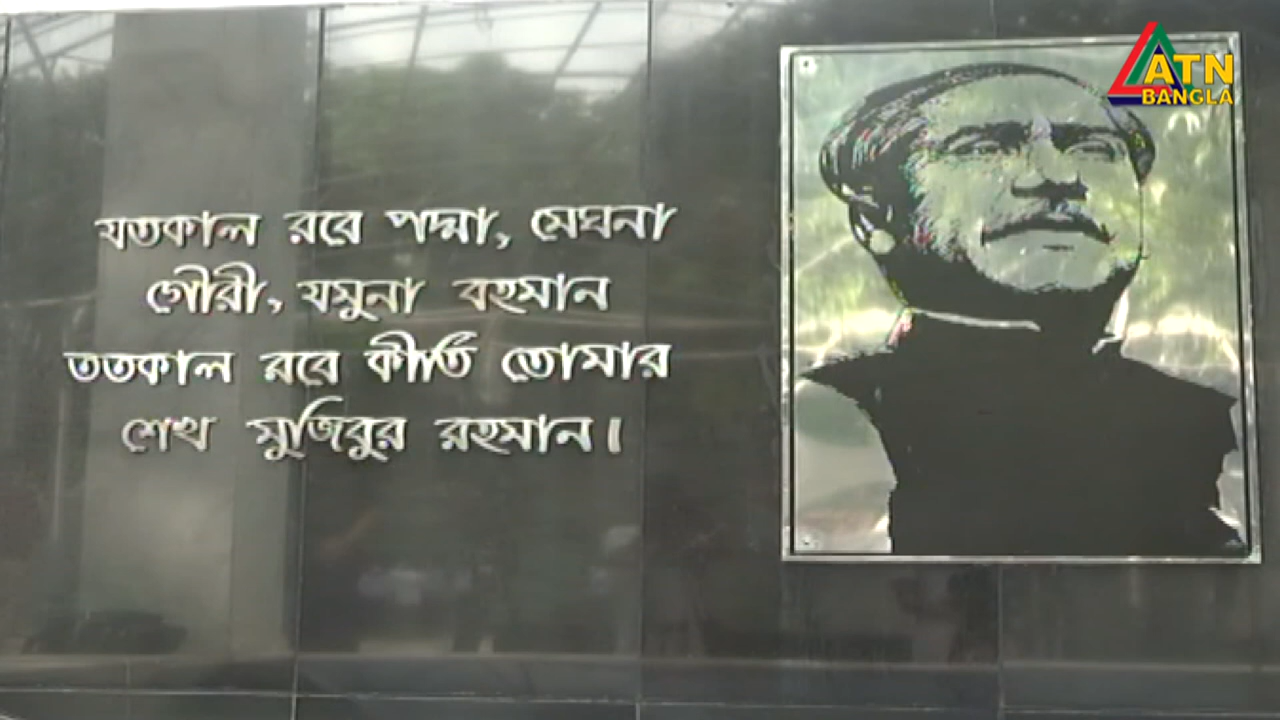 যতকাল রবে পদ্মা, মেঘনা
গৌরী, যমুনা বহমান
ততকাল রবে কীর্তি তোমার
শেখ মুজিবুর রহমান।
ATN
BANGLA